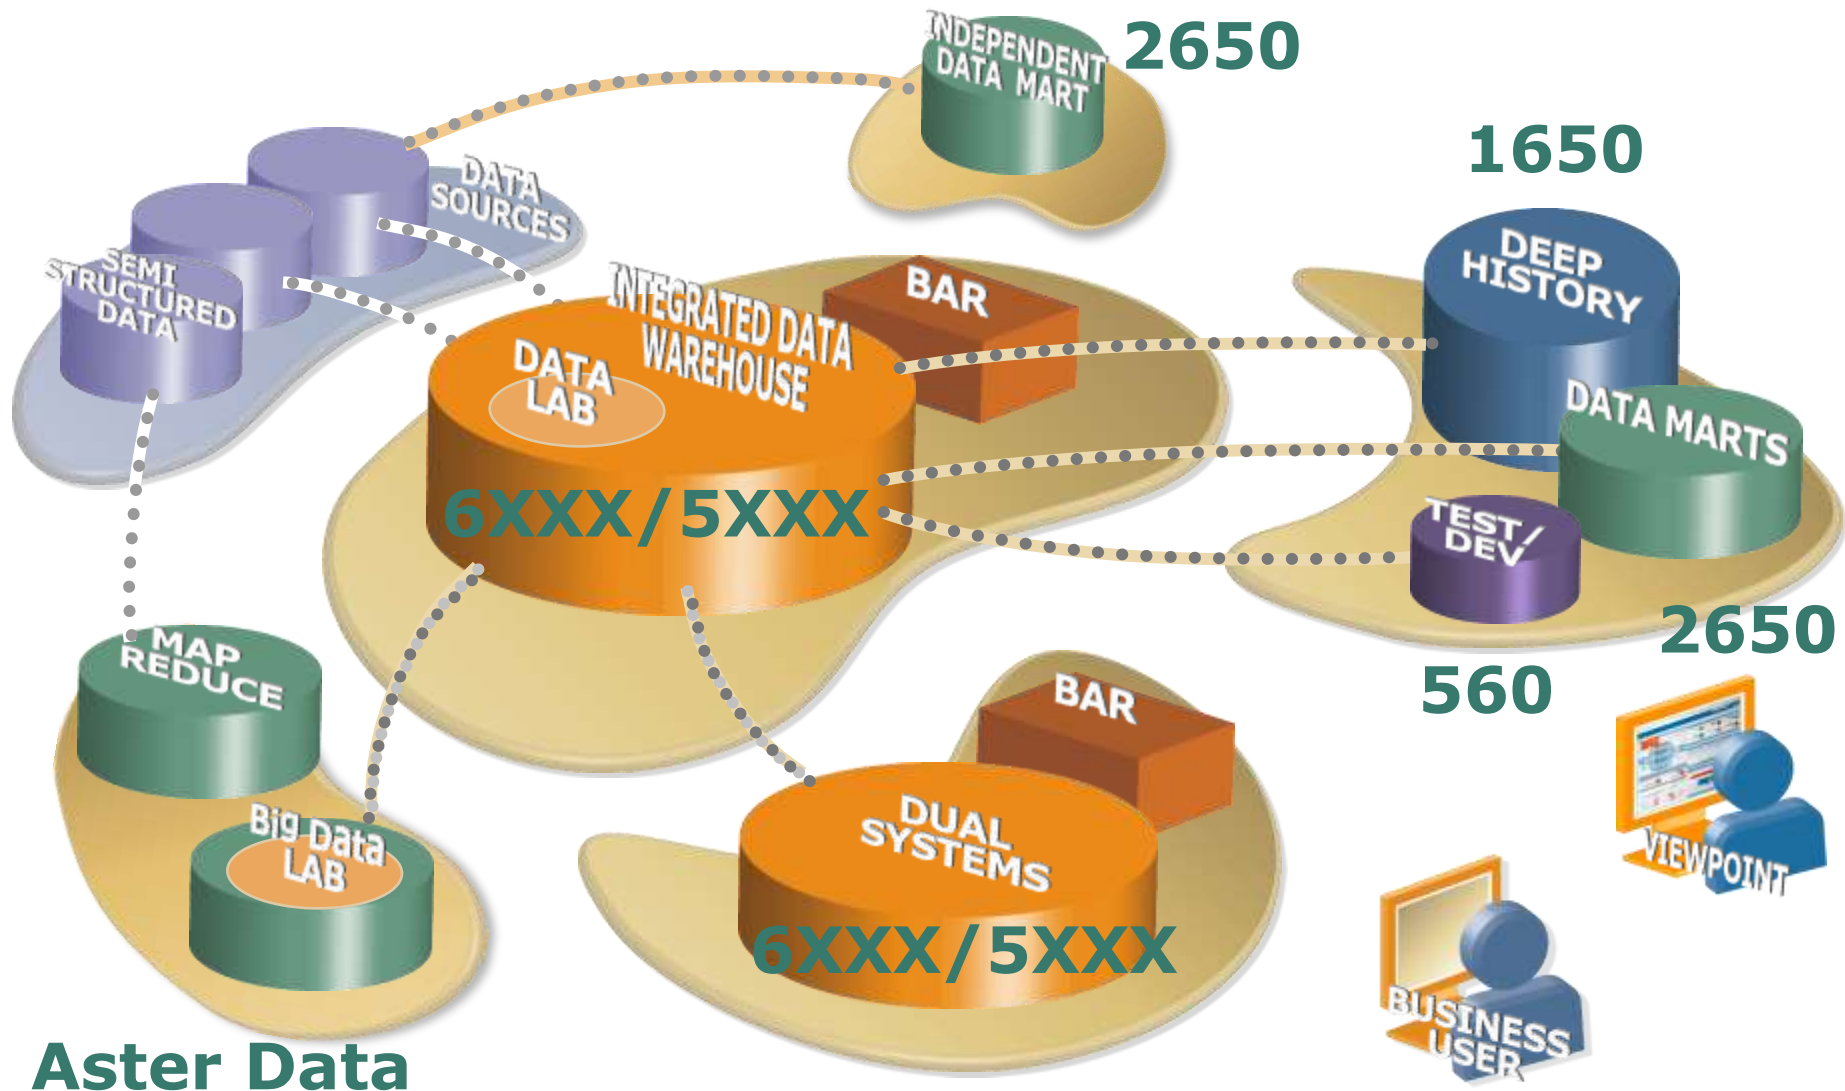 INDEPENDENT
DATA MART
2650
1650
DATA
SOURCES
SEMI
STRUCTURED
DATA
INTEGRATED DATA
WAREHOUSE
BAR
DEEP
HISTORY
DATA
LAB
DATA MARTS
6XXX/5XXX
TEST/
DEV
2650
560
MAP
REDUCE
BAR
VIEWPOINT
Big Data
LAB
DUAL
SYSTEMS
6XXX/5XXX
BUSINESS
USER
Aster Data